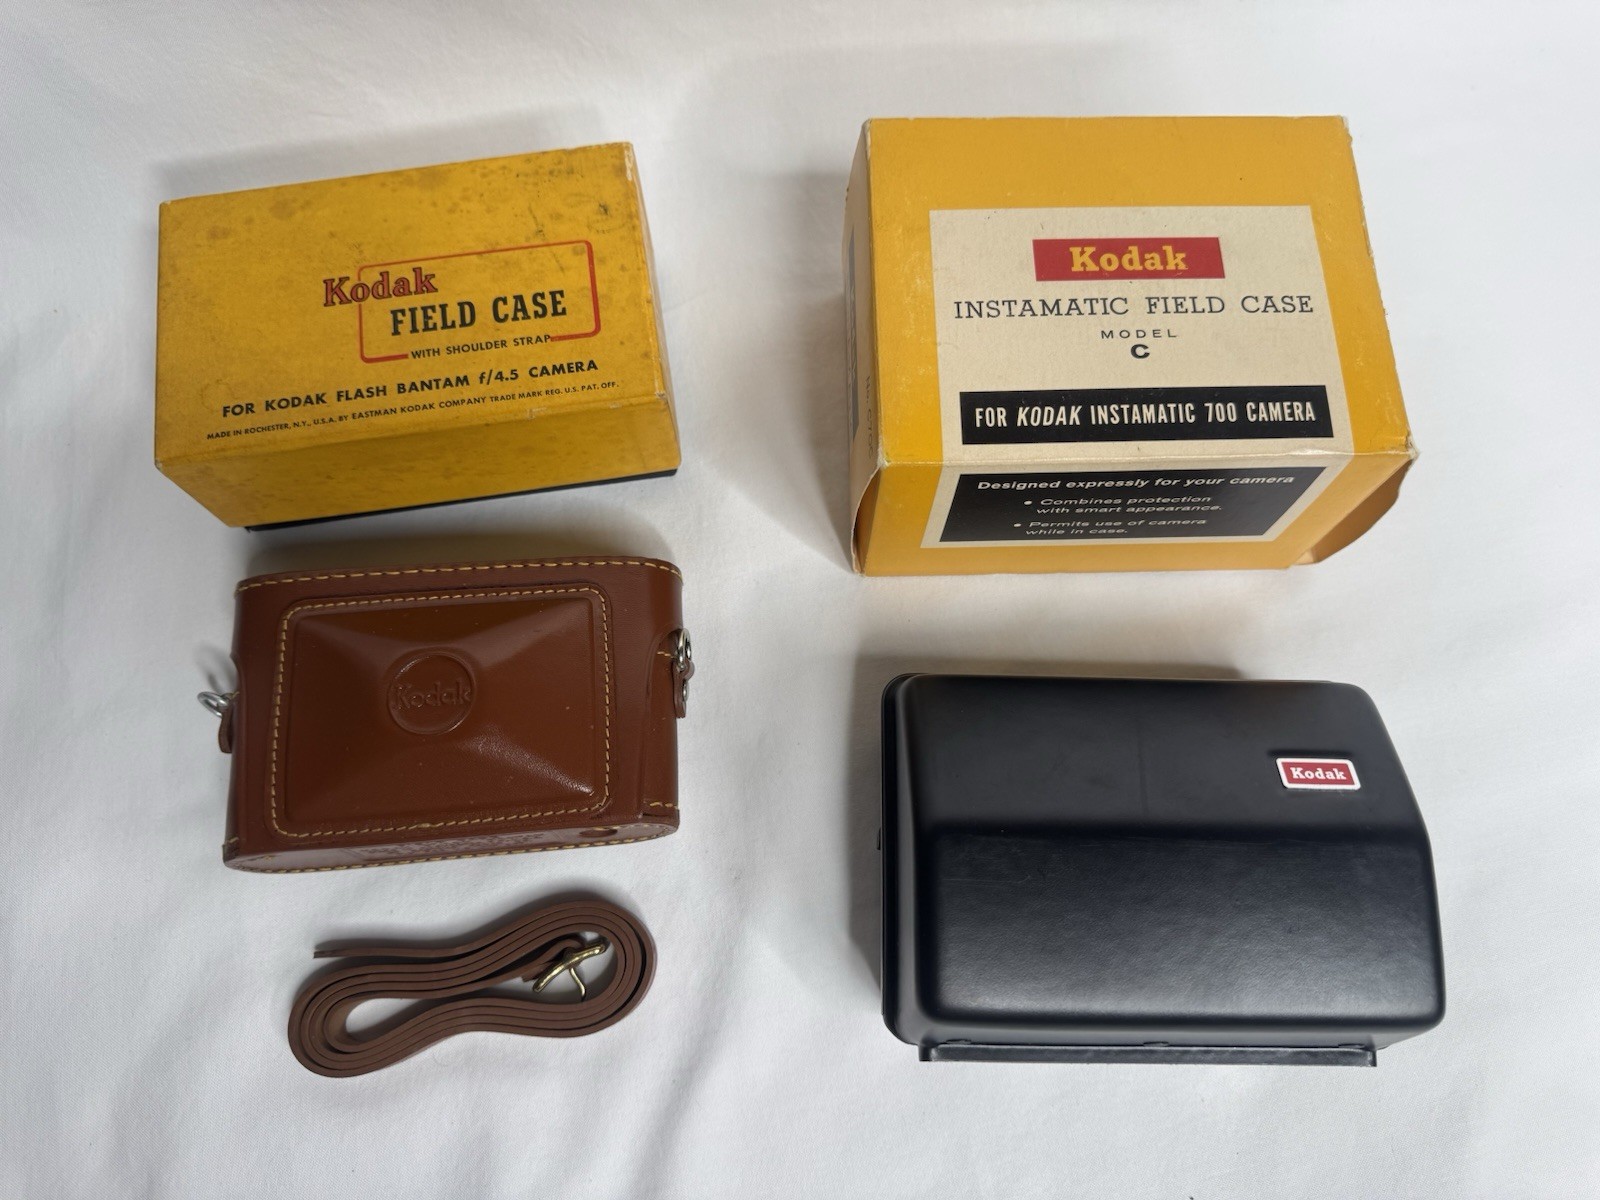 Kodak
FIELD CASE
WITH SHOULDER STRAP
FOR KODAK FLASH BANTAM f/4.5 CAMERA
MADE IN ROCHESTER, N.Y., U.S.A. BY EASTMAN KODAK COMPANY TRADE MARK REG. U.S. PAT. OFF.
Kodak
INSTAMATIC FIELD CASE
MODEL
C
FOR KODAK INSTAMATIC 700 CAMERA
Designed expressly for your camera
• Combines protection
with smart appearance.
• Permits use of camera
while in case.
Kodak
Kodak